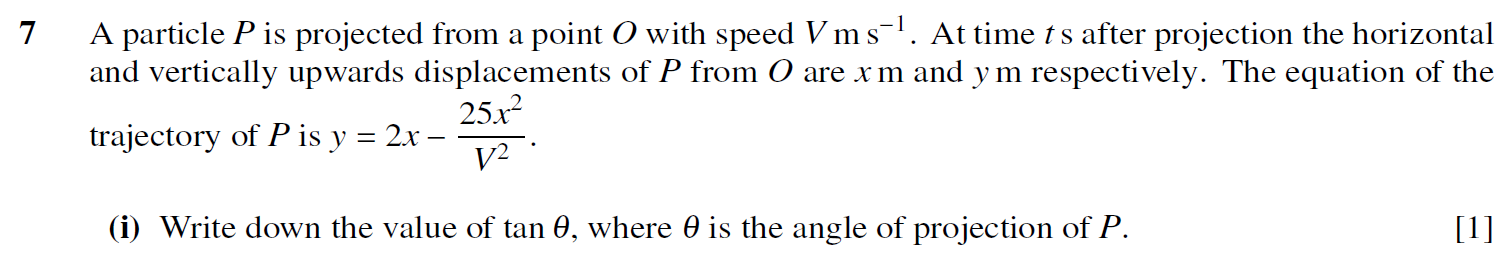 7 A particle P is projected from a point O with speed V m s⁻¹. At time t s after projection the horizontal
and vertically upwards displacements of P from O are x m and y m respectively. The equation of the
trajectory of P is y = 2x − 25x²/V².
(i) Write down the value of tan θ, where θ is the angle of projection of P. [1]